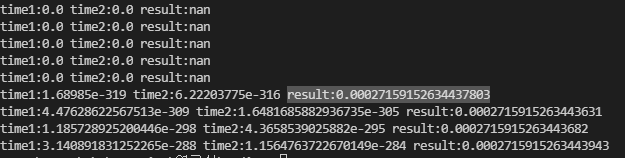 time1:0.0 time2:0.0 result:nan
time1:0.0 time2:0.0 result:nan
time1:0.0 time2:0.0 result:nan
time1:0.0 time2:0.0 result:nan
time1:0.0 time2:0.0 result:nan
time1:1.68985e-319 time2:6.22203775e-316 result:0.00027159152634437803
time1:4.47628622567513e-309 time2:1.6481685882936735e-305 result:0.0002715915263443631
time1:1.185728925200446e-298 time2:4.3658539025882e-295 result:0.0002715915263443682
time1:3.140891831252265e-288 time2:1.1564763722670149e-284 result:0.0002715915263443943